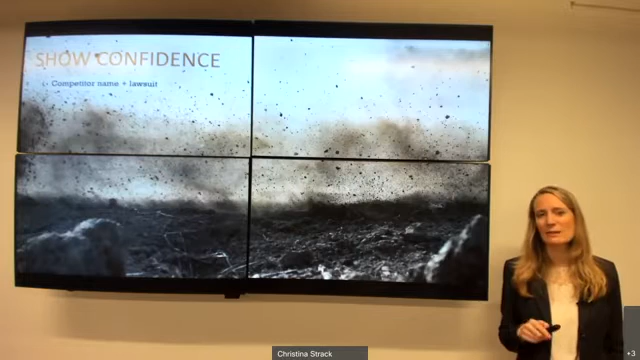 SHOW CONFIDENCE
Competitor name + lawsuit
Christina Strack
+3